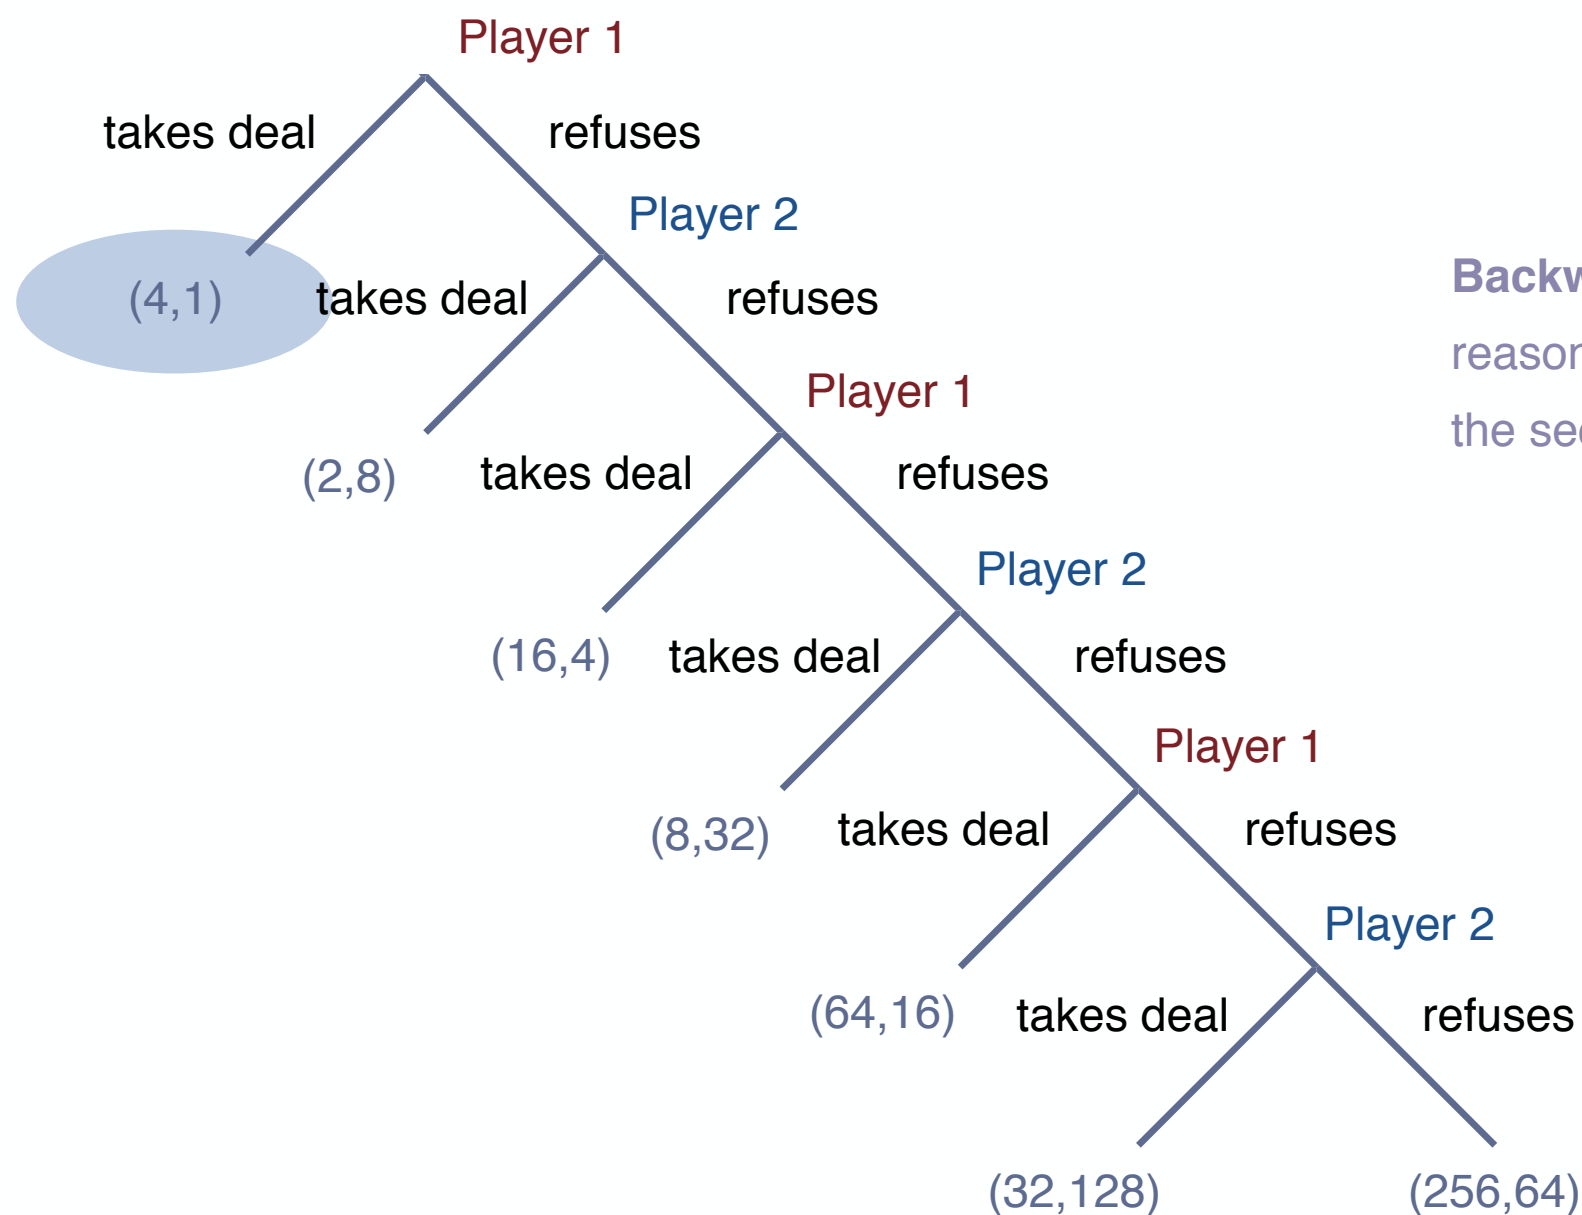 Player 1
takes deal refuses
Player 2
(4,1) takes deal refuses
Player 1
(2,8) takes deal refuses
Player 2
(16,4) takes deal refuses
Player 1
(8,32) takes deal refuses
Player 2
(64,16) takes deal refuses
(32,128) (256,64)